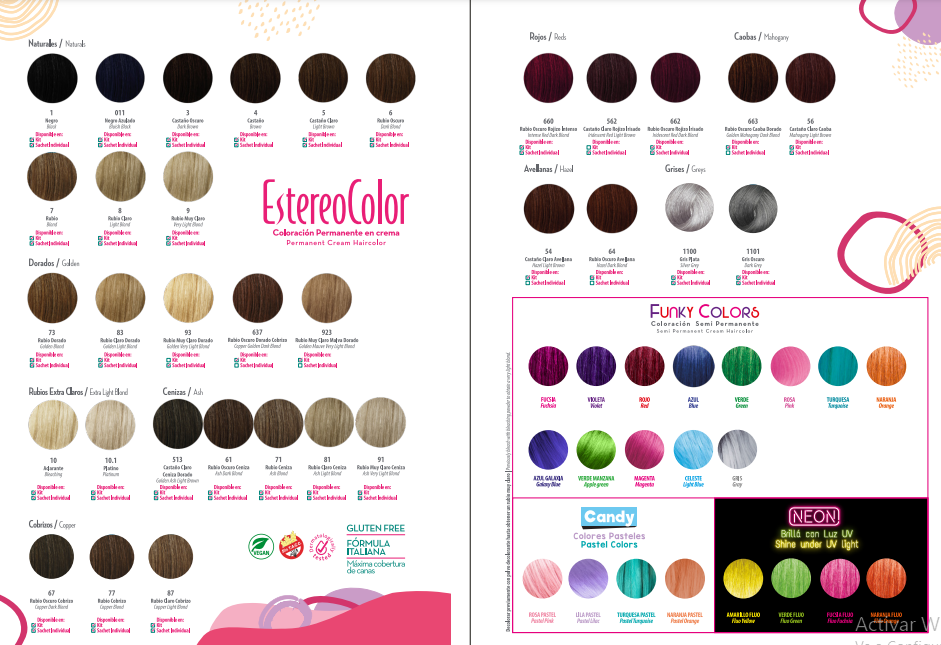 Naturales / Naturals
1
Negro
Black
Disponible en:
Kit
Sachet Individual
011
Negro Azulado
Bluish Black
Disponible en:
Kit
Sachet Individual
3
Castaño Oscuro
Dark Brown
Disponible en:
Kit
Sachet Individual
4
Castaño
Brown
Disponible en:
Kit
Sachet Individual
5
Castaño Claro
Light Brown
Disponible en:
Kit
Sachet Individual
6
Rubio Oscuro
Dark Blond
Disponible en:
Kit
Sachet Individual
7
Rubio
Blond
Disponible en:
Kit
Sachet Individual
8
Rubio Claro
Light Blond
Disponible en:
Kit
Sachet Individual
9
Rubio Muy Claro
Very Light Blond
Disponible en:
Kit
Sachet Individual
EstereoColor
Coloración Permanente en crema
Permanent Cream Haircolor
Dorados / Golden
73
Rubio Dorado
Golden Blond
Disponible en:
Kit
Sachet Individual
83
Rubio Claro Dorado
Golden Light Blond
Disponible en:
Kit
Sachet Individual
93
Rubio Muy Claro Dorado
Golden Very Light Blond
Disponible en:
Kit
Sachet Individual
637
Rubio Oscuro Dorado Cobrizo
Copper Golden Dark Blond
Disponible en:
Kit
Sachet Individual
923
Rubio Muy Claro Malva Dorado
Golden Mauve Very Light Blond
Disponible en:
Kit
Sachet Individual
Rubios Extra Claros / Extra Light Blond
10
Aclarante
Bleaching
Disponible en:
Kit
Sachet Individual
10.1
Platino
Platinum
Disponible en:
Kit
Sachet Individual
Cenizas / Ash
513
Castaño Claro
Ceniza Dorado
Golden Ash Light Brown
Disponible en:
Kit
Sachet Individual
61
Rubio Oscuro Ceniza
Ash Dark Blond
Disponible en:
Kit
Sachet Individual
71
Rubio Ceniza
Ash Blond
Disponible en:
Kit
Sachet Individual
81
Rubio Claro Ceniza
Ash Light Blond
Disponible en:
Kit
Sachet Individual
91
Rubio Muy Claro Ceniza
Ash Very Light Blond
Disponible en:
Kit
Sachet Individual
Cobrizos / Copper
67
Rubio Oscuro Cobrizo
Copper Dark Blond
Disponible en:
Kit
Sachet Individual
77
Rubio Cobrizo
Copper Blond
Disponible en:
Kit
Sachet Individual
87
Rubio Claro Cobrizo
Copper Light Blond
Disponible en:
Kit
Sachet Individual
VEGAN
Dermatologically tested
GLUTEN FREE
FÓRMULA
ITALIANA
Máxima cobertura
de canas
Rojos / Reds
660
Rubio Oscuro Rojizo Intenso
Intense Red Dark Blond
Disponible en:
Kit
Sachet Individual
562
Castaño Claro Rojizo Irisado
Iridescent Red Light Brown
Disponible en:
Kit
Sachet Individual
662
Rubio Oscuro Rojizo Irisado
Iridescent Red Dark Blond
Disponible en:
Kit
Sachet Individual
Caobas / Mahogany
663
Rubio Oscuro Caoba Dorado
Golden Mahogany Dark Blond
Disponible en:
Kit
Sachet Individual
56
Castaño Claro Caoba
Mahogany Light Brown
Disponible en:
Kit
Sachet Individual
Avellanas / Hazel
54
Castaño Claro Avellana
Hazel Light Brown
Disponible en:
Kit
Sachet Individual
64
Rubio Oscuro Avellana
Hazel Dark Blond
Disponible en:
Kit
Sachet Individual
Grises / Greys
1100
Gris Plata
Silver Grey
Disponible en:
Kit
Sachet Individual
1101
Gris Oscuro
Dark Grey
Disponible en:
Kit
Sachet Individual
FUNKY COLORS
Coloración Semi Permanente
Semi Permanent Cream Haircolor
FUCSIA
Fuchsia
VIOLETA
Violet
ROJO
Red
AZUL
Blue
VERDE
Green
ROSA
Pink
TURQUESA
Turquoise
NARANJA
Orange
AZUL GALAXIA
Galaxy Blue
VERDE MANZANA
Apple green
MAGENTA
Magenta
CELESTE
Light Blue
GRIS
Grey
Candy
Colores Pasteles
Pastel Colors
ROSA PASTEL
Pastel Pink
LILA PASTEL
Pastel Lilac
TURQUESA PASTEL
Pastel Turquoise
NARANJA PASTEL
Pastel Orange
NEON
Brillá con Luz UV
Shine under UV light
AMARILLO FLUO
Fluo Yellow
VERDE FLUO
Fluo Green
FUCSIA FLUO
Fluo Fuchsia
NARANJA FLUO
Fluo Orange
Activar W